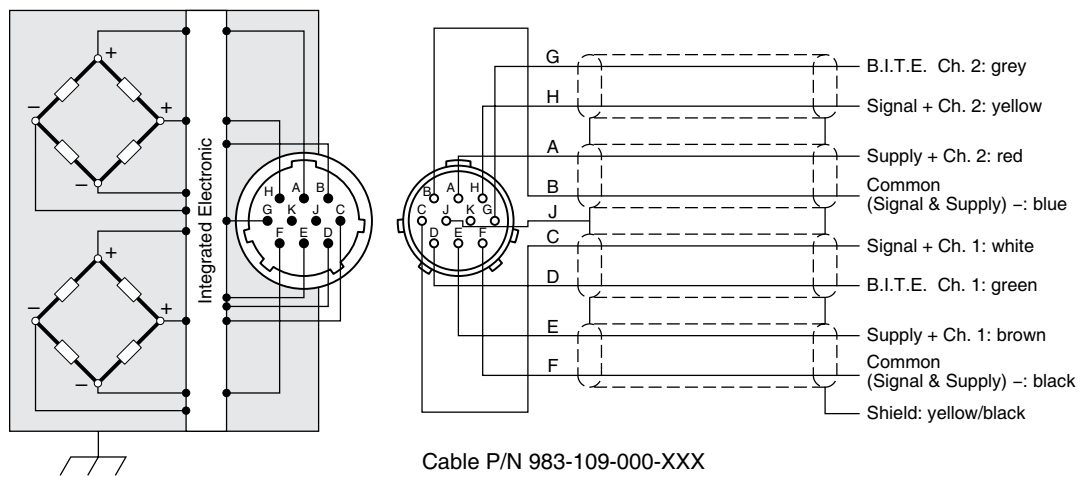 +
−
+
−
+
−
+
−
Integrated Electronic
H A B
G K J C
F E D
B A H
C J K G
D E F
G
B.I.T.E. Ch. 2: grey
H
Signal + Ch. 2: yellow
A
Supply + Ch. 2: red
B
Common
(Signal & Supply) −: blue
J
C
Signal + Ch. 1: white
D
B.I.T.E. Ch. 1: green
E
Supply + Ch. 1: brown
F
Common
(Signal & Supply) −: black
Shield: yellow/black
Cable P/N 983-109-000-XXX